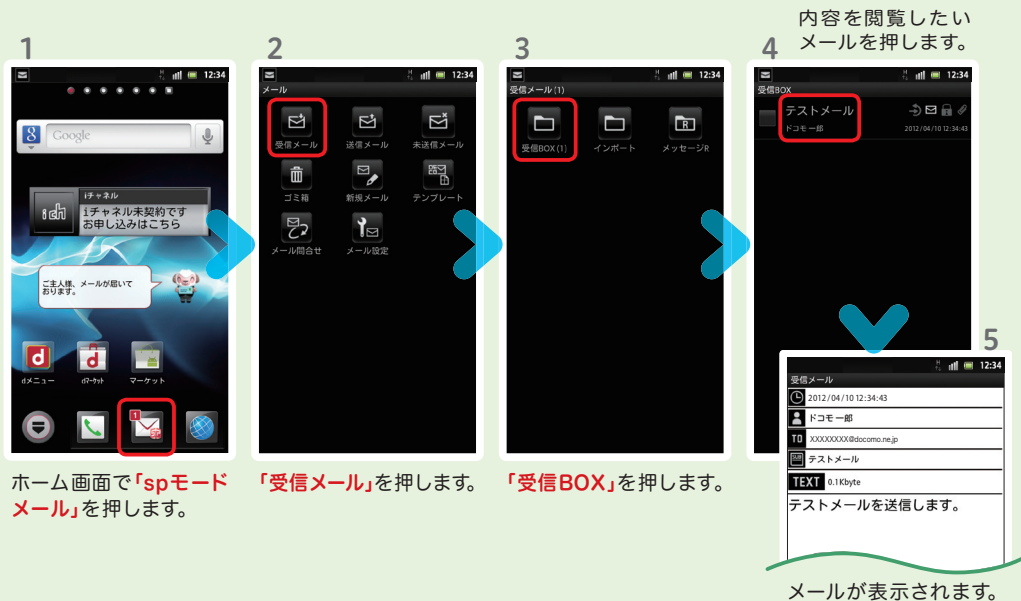 1
12:34
Google
iチャネル
iチャネル未契約です
お申し込みはこちら
ご主人様、メールが届いて
おります。
dメニュー
dマーケット
マーケット
1
ホーム画面で「spモード
メール」を押します。
2
12:34
メール
受信メール
送信メール
未送信メール
ゴミ箱
新規メール
テンプレート
メール問合せ
メール設定
「受信メール」を押します。
3
12:34
受信メール(1)
受信BOX(1)
インポート
R
メッセージR
「受信BOX」を押します。
4
内容を閲覧したい
メールを押します。
12:34
受信BOX
テストメール
ドコモ一郎
2012/04/10 12:34:43
5
12:34
受信メール
2012/04/10 12:34:43
ドコモ一郎
TO XXXXXXXX@docomo.ne.jp
SUB テストメール
TEXT 0.1Kbyte
テストメールを送信します。
メールが表示されます。